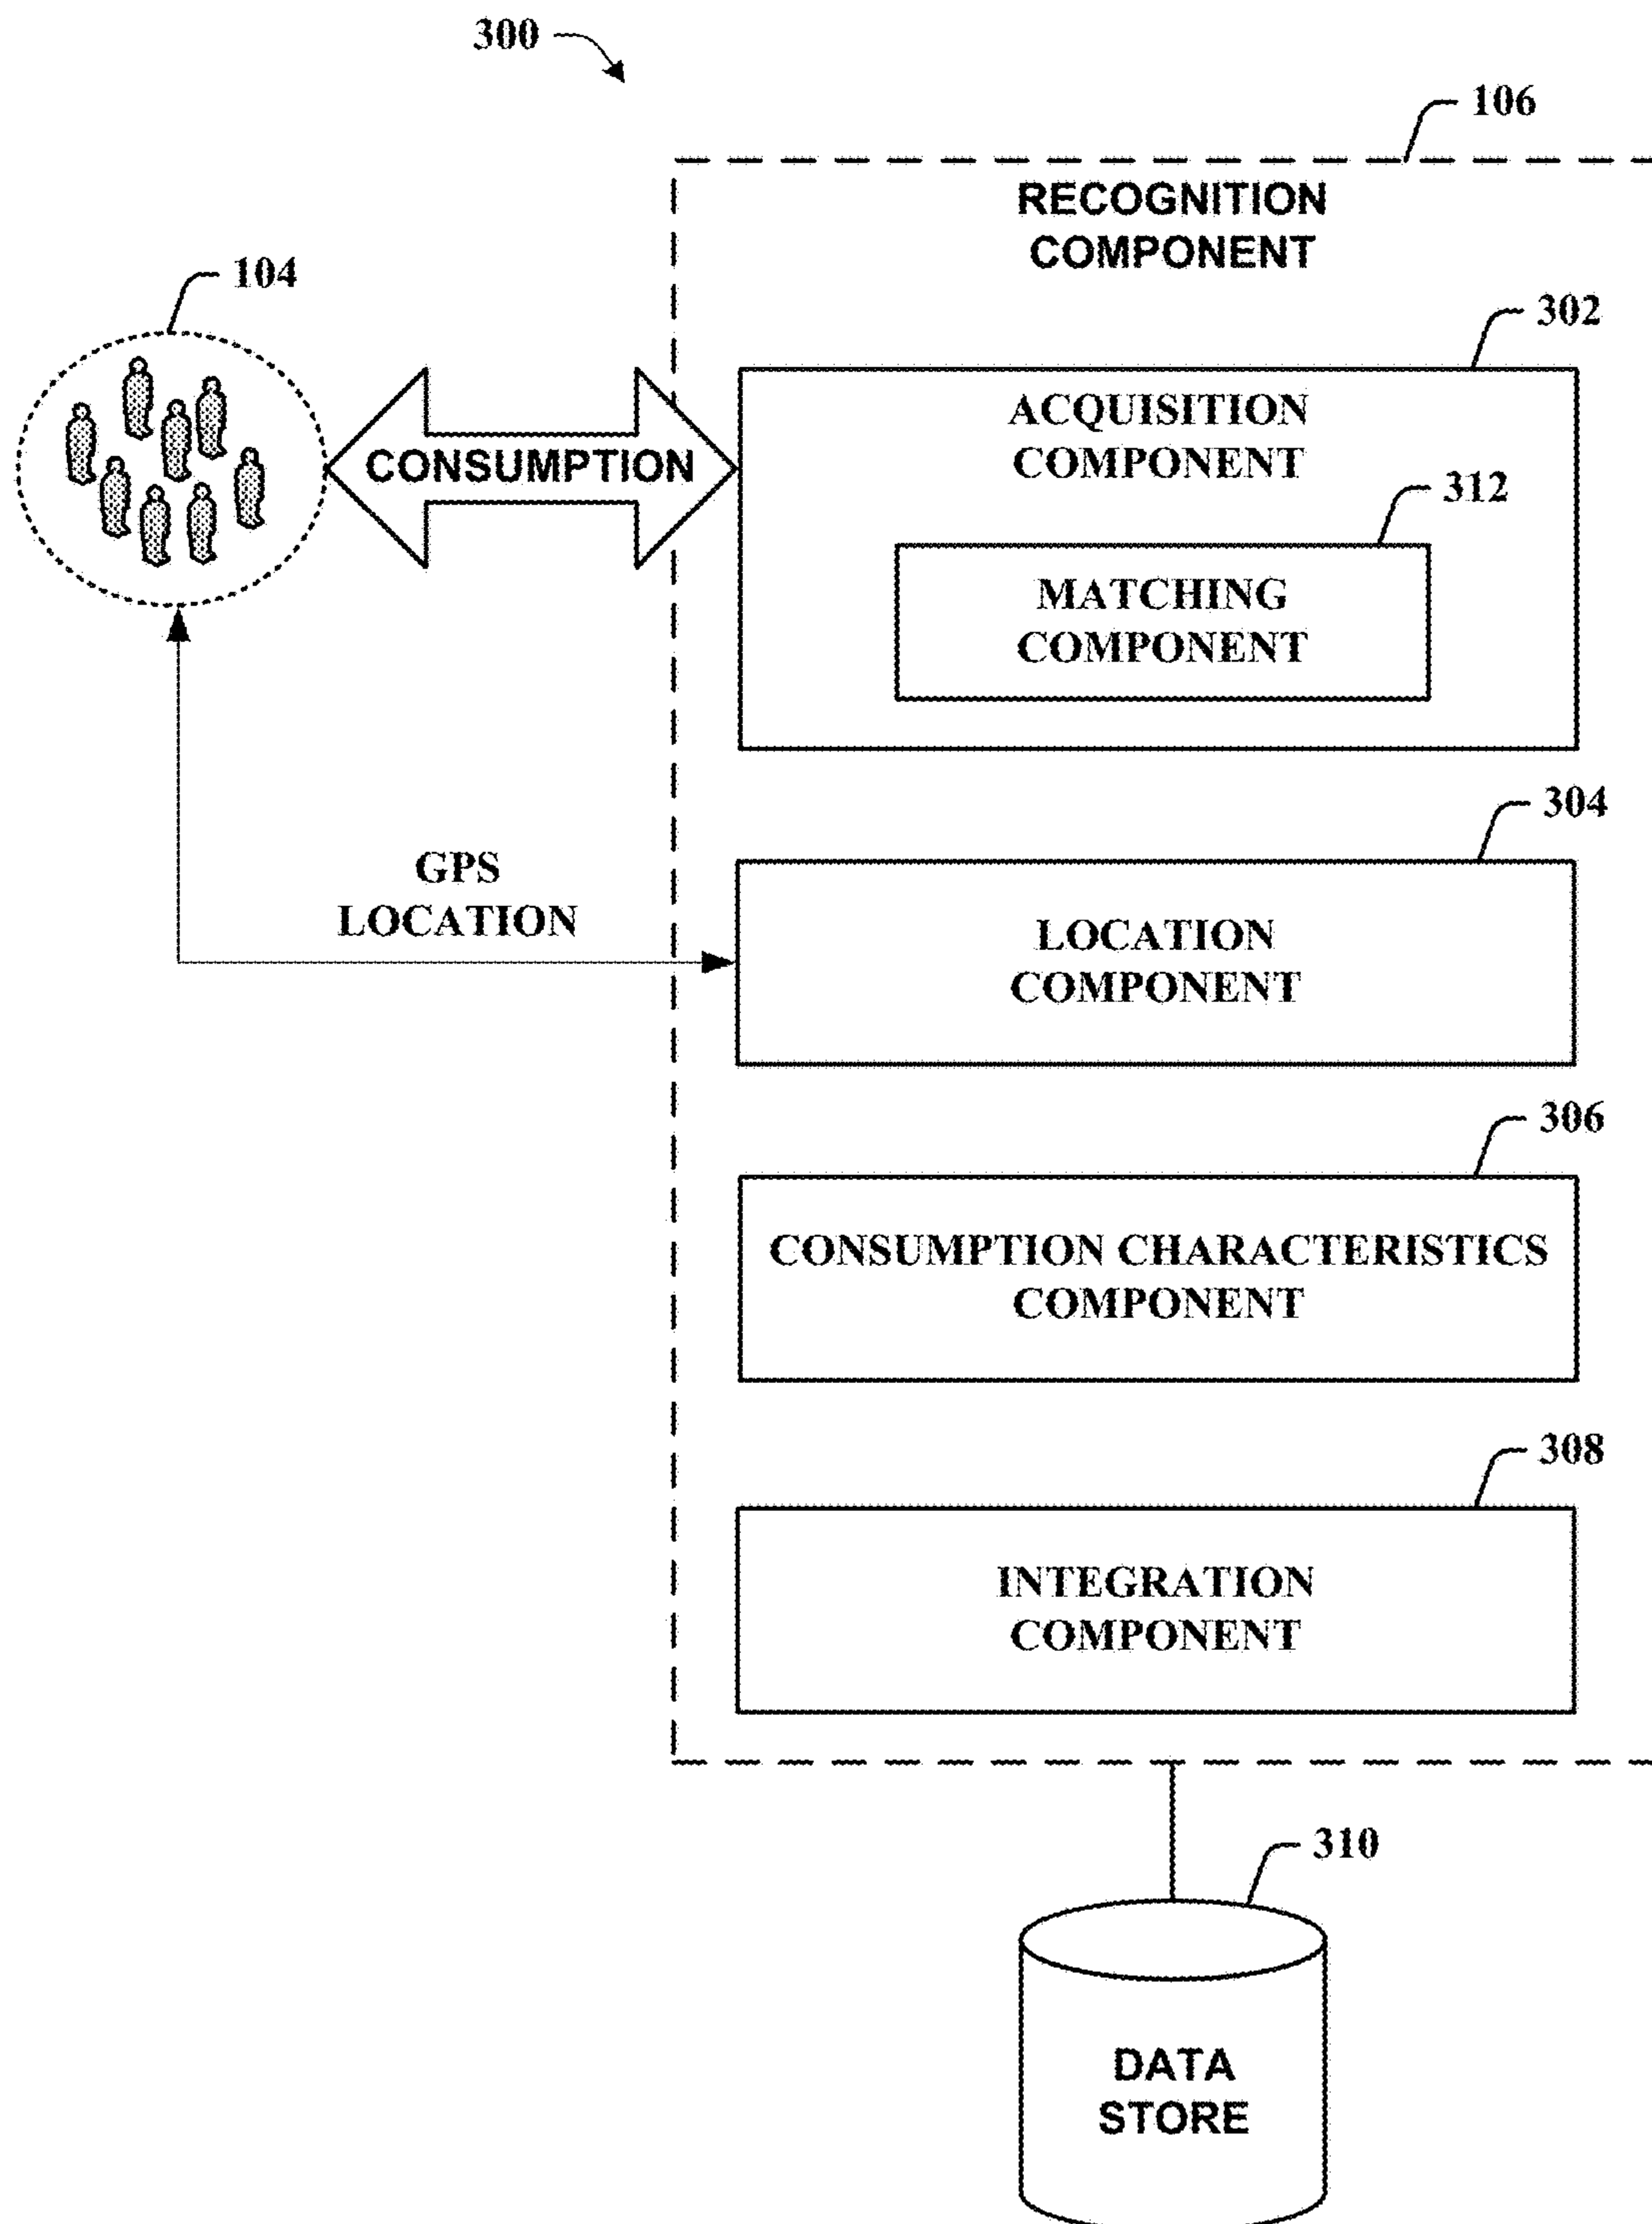 300
106
RECOGNITION
COMPONENT
104
302
ACQUISITION
COMPONENT
CONSUMPTION
312
MATCHING
COMPONENT
304
GPS
LOCATION
LOCATION
COMPONENT
306
CONSUMPTION CHARACTERISTICS
COMPONENT
308
INTEGRATION
COMPONENT
310
DATA
STORE